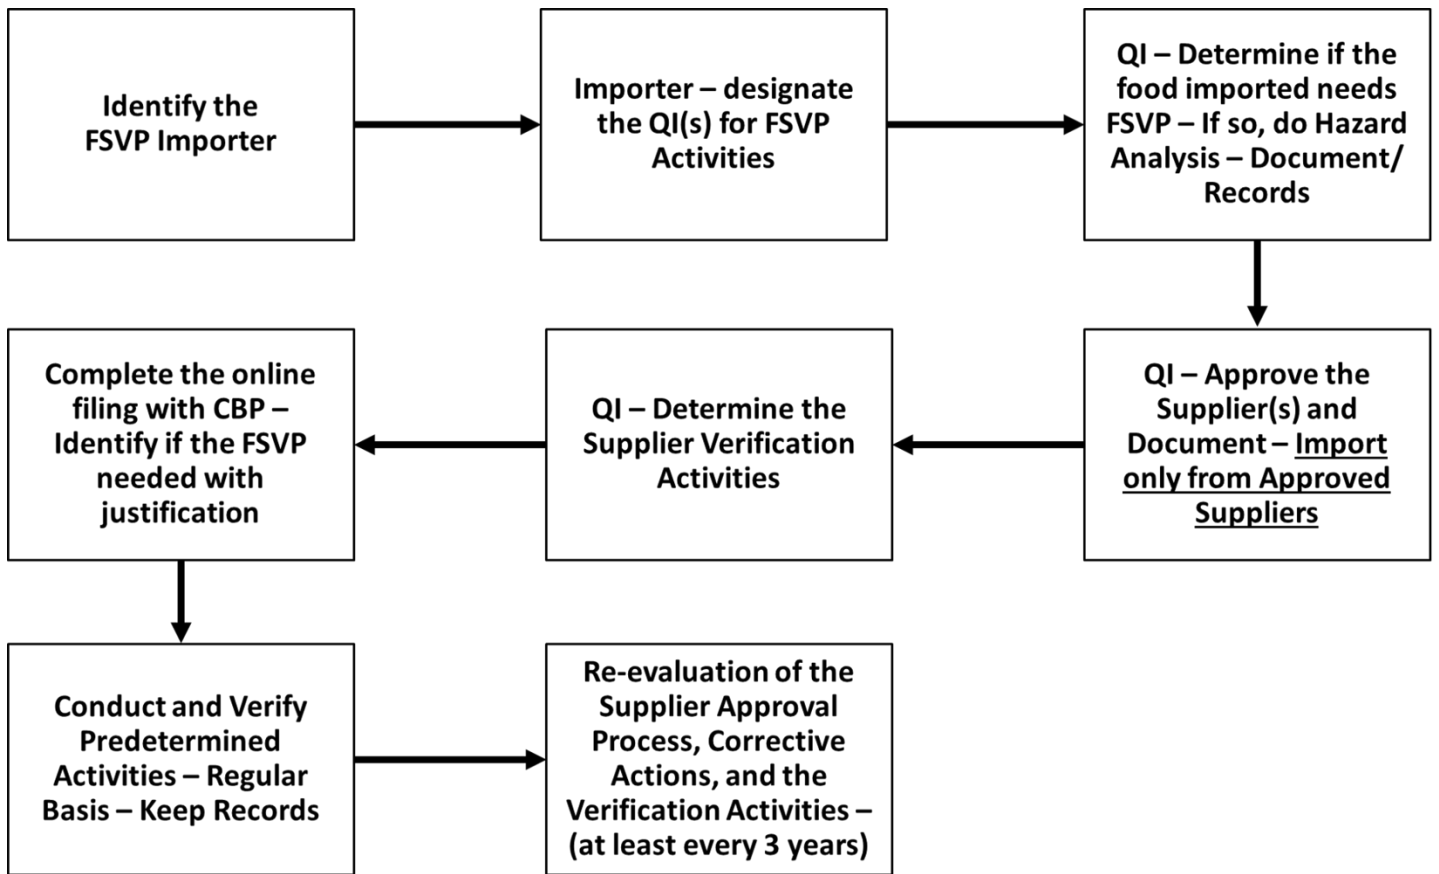 Identify the
FSVP Importer
Importer – designate
the QI(s) for FSVP
Activities
QI – Determine if the
food imported needs
FSVP – If so, do Hazard
Analysis – Document/
Records
QI – Approve the
Supplier(s) and
Document – Import
only from Approved
Suppliers
QI – Determine the
Supplier Verification
Activities
Complete the online
filing with CBP –
Identify if the FSVP
needed with
justification
Conduct and Verify
Predetermined
Activities – Regular
Basis – Keep Records
Re-evaluation of the
Supplier Approval
Process, Corrective
Actions, and the
Verification Activities –
(at least every 3 years)